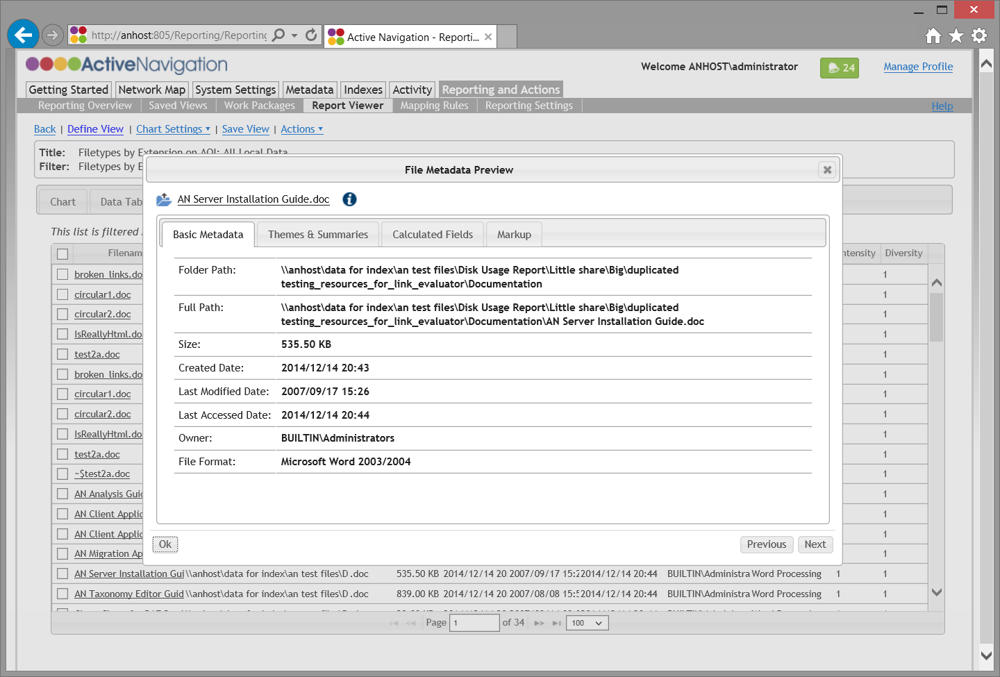 http://anhost:805/Reporting/Reporting
Active Navigation - Reporti...
ActiveNavigation
Welcome ANHOST\administrator
24
Manage Profile
Getting Started Network Map System Settings Metadata Indexes Activity Reporting and Actions
Reporting Overview Saved Views Work Packages Report Viewer Mapping Rules Reporting Settings Help
Back | Define View | Chart Settings | Save View | Actions
Title: Filetypes by Extension on AOI: All Local Data
Filter: Filetypes by E
File Metadata Preview
AN Server Installation Guide.doc
Chart Data Tab
Basic Metadata Themes & Summaries Calculated Fields Markup
This list is filtered
Filenam ntensity Diversity
Folder Path: \\anhost\data for index\an test files\Disk Usage Report\Little share\Big\duplicated
testing_resources_for_link_evaluator\Documentation
Full Path: \\anhost\data for index\an test files\Disk Usage Report\Little share\Big\duplicated
testing_resources_for_link_evaluator\Documentation\AN Server Installation Guide.doc
Size: 535.50 KB
Created Date: 2014/12/14 20:43
Last Modified Date: 2007/09/17 15:26
Last Accessed Date: 2014/12/14 20:44
Owner: BUILTIN\Administrators
File Format: Microsoft Word 2003/2004
Ok Previous Next
broken_links.do 1
circular1.doc 1
circular2.doc 1
IsReallyHtml.do 1
test2a.doc 1
broken_links.do 1
circular1.doc 1
circular2.doc 1
IsReallyHtml.do 1
test2a.doc 1
~$test2a.doc 1
AN Analysis Guid 1
AN Client Applic 1
AN Client Applic 1
AN Migration Ap 1
AN Server Installation Gui \\anhost\data for index\an test files\D .doc 535.50 KB 2014/12/14 20: 2007/09/17 15:2 2014/12/14 20:44 BUILTIN\Administra Word Processing 1 1
AN Taxonomy Editor Guid \\anhost\data for index\an test files\D .doc 839.00 KB 2014/12/14 20: 2007/08/08 15:5 2014/12/14 20:44 BUILTIN\Administra Word Processing 1 1
Page 1 of 34 100